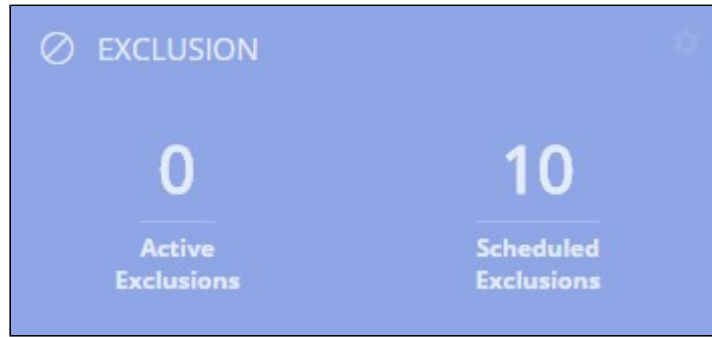 EXCLUSION
0
10
Active
Exclusions
Scheduled
Exclusions